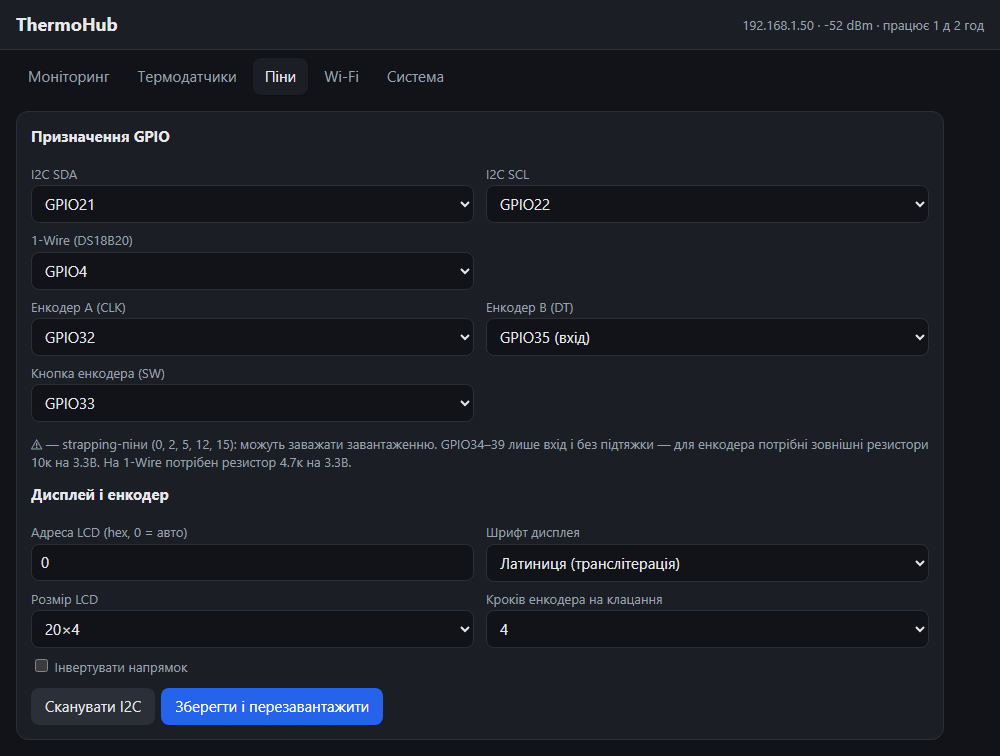 ThermoHub
192.168.1.50 · -52 dBm · працює 1 д 2 год
Моніторинг Термодатчики Піни Wi-Fi Система
Призначення GPIO
I2C SDA I2C SCL
GPIO21 GPIO22
1-Wire (DS18B20)
GPIO4
Енкодер A (CLK) Енкодер B (DT)
GPIO32 GPIO35 (вхід)
Кнопка енкодера (SW)
GPIO33
⚠ — strapping-піни (0, 2, 5, 12, 15): можуть заважати завантаженню. GPIO34–39 лише вхід і без підтяжки — для енкодера потрібні зовнішні резистори
10к на 3.3В. На 1-Wire потрібен резистор 4.7к на 3.3В.
Дисплей і енкодер
Адреса LCD (hex, 0 = авто) Шрифт дисплея
0 Латиниця (транслітерація)
Розмір LCD Кроків енкодера на клацання
20×4 4
Інвертувати напрямок
Сканувати I2C Зберегти і перезавантажити